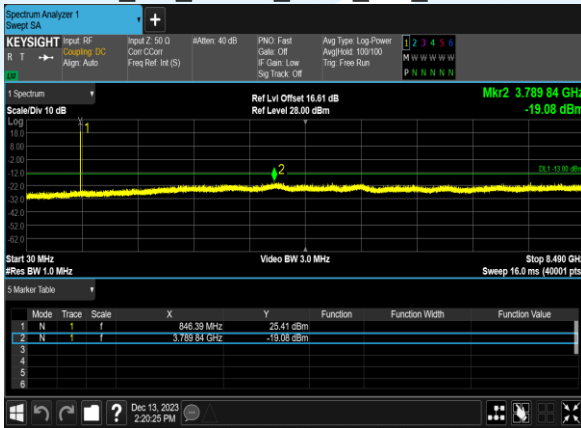 Spectrum Analyzer 1
Swept SA
+
KEYSIGHT
R T
LXI
Input: RF
Coupling: DC
Align: Auto
Input Z: 50 Ω
Corr CCorr
Freq Ref: Int (S)
#Atten: 40 dB
PNO: Fast
Gate: Off
IF Gain: Low
Sig Track: Off
Avg Type: Log-Power
Avg|Hold: 100/100
Trig: Free Run
1 2 3 4 5 6
M W W W W W
P N N N N N
1 Spectrum
Scale/Div 10 dB
Ref Lvl Offset 16.61 dB
Ref Level 28.00 dBm
Mkr2 3.789 84 GHz
-19.08 dBm
Log
18.0
8.00
-2.00
-12.0
-22.0
-32.0
-42.0
-52.0
-62.0
1
2
DL1 -13.00 dBm
Start 30 MHz
#Res BW 1.0 MHz
Video BW 3.0 MHz
Stop 8.490 GHz
Sweep 16.0 ms (40001 pts)
5 Marker Table
Mode Trace Scale X Y Function Function Width Function Value
1 N 1 f 846.39 MHz 25.41 dBm
2 N 1 f 3.789 84 GHz -19.08 dBm
3
4
5
6
?
Dec 13, 2023
2:20:25 PM